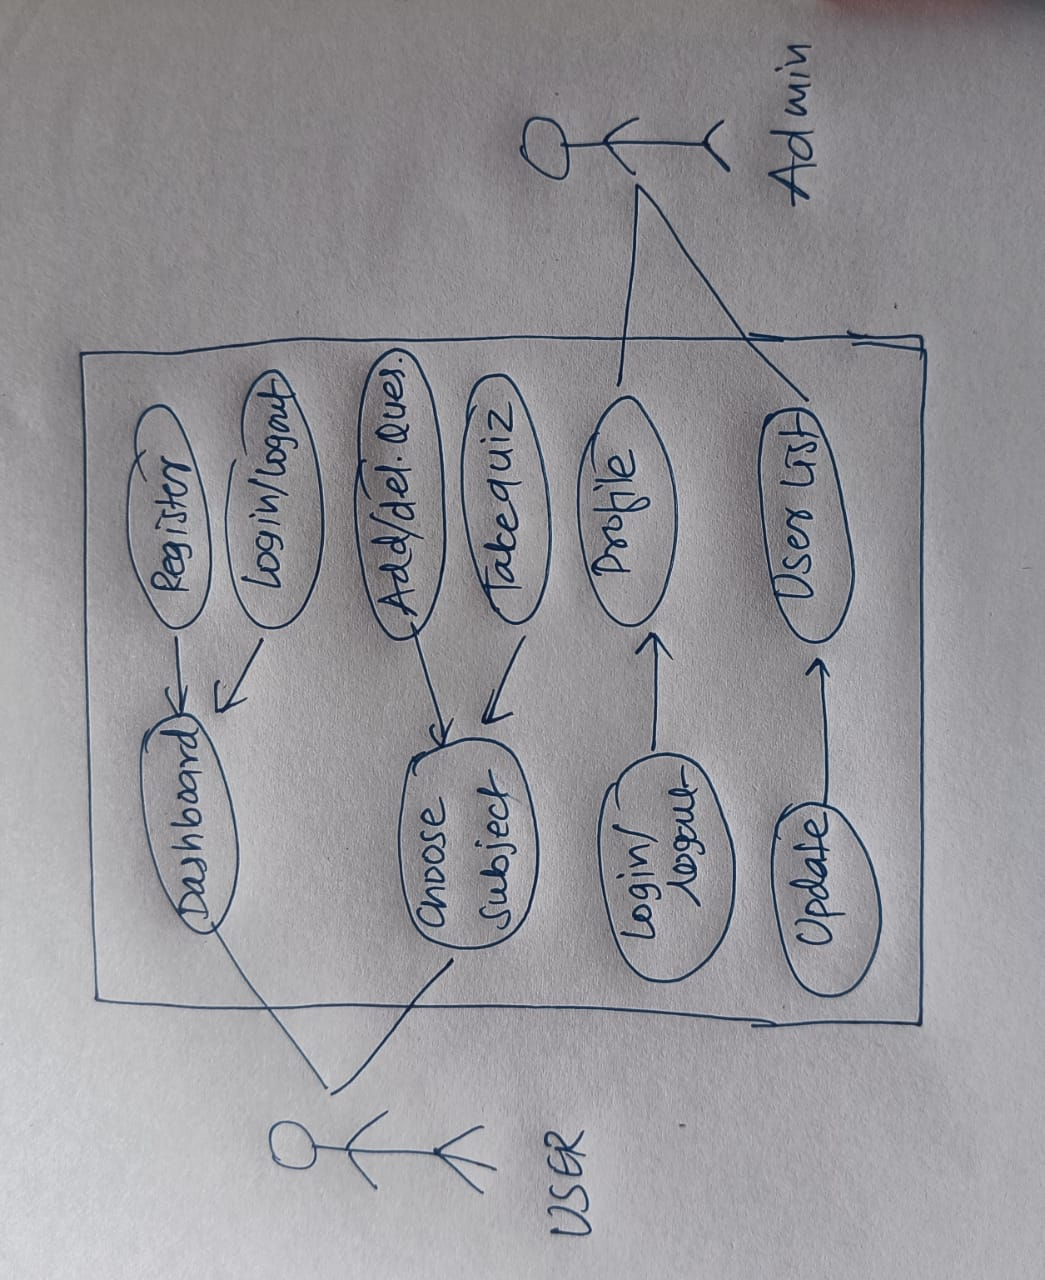 Dashboard
Register
Login/logout
Choose
Subject
Add/del. Ques.
Take quiz
Login/
logout
Profile
Update
User List
USER
Admin